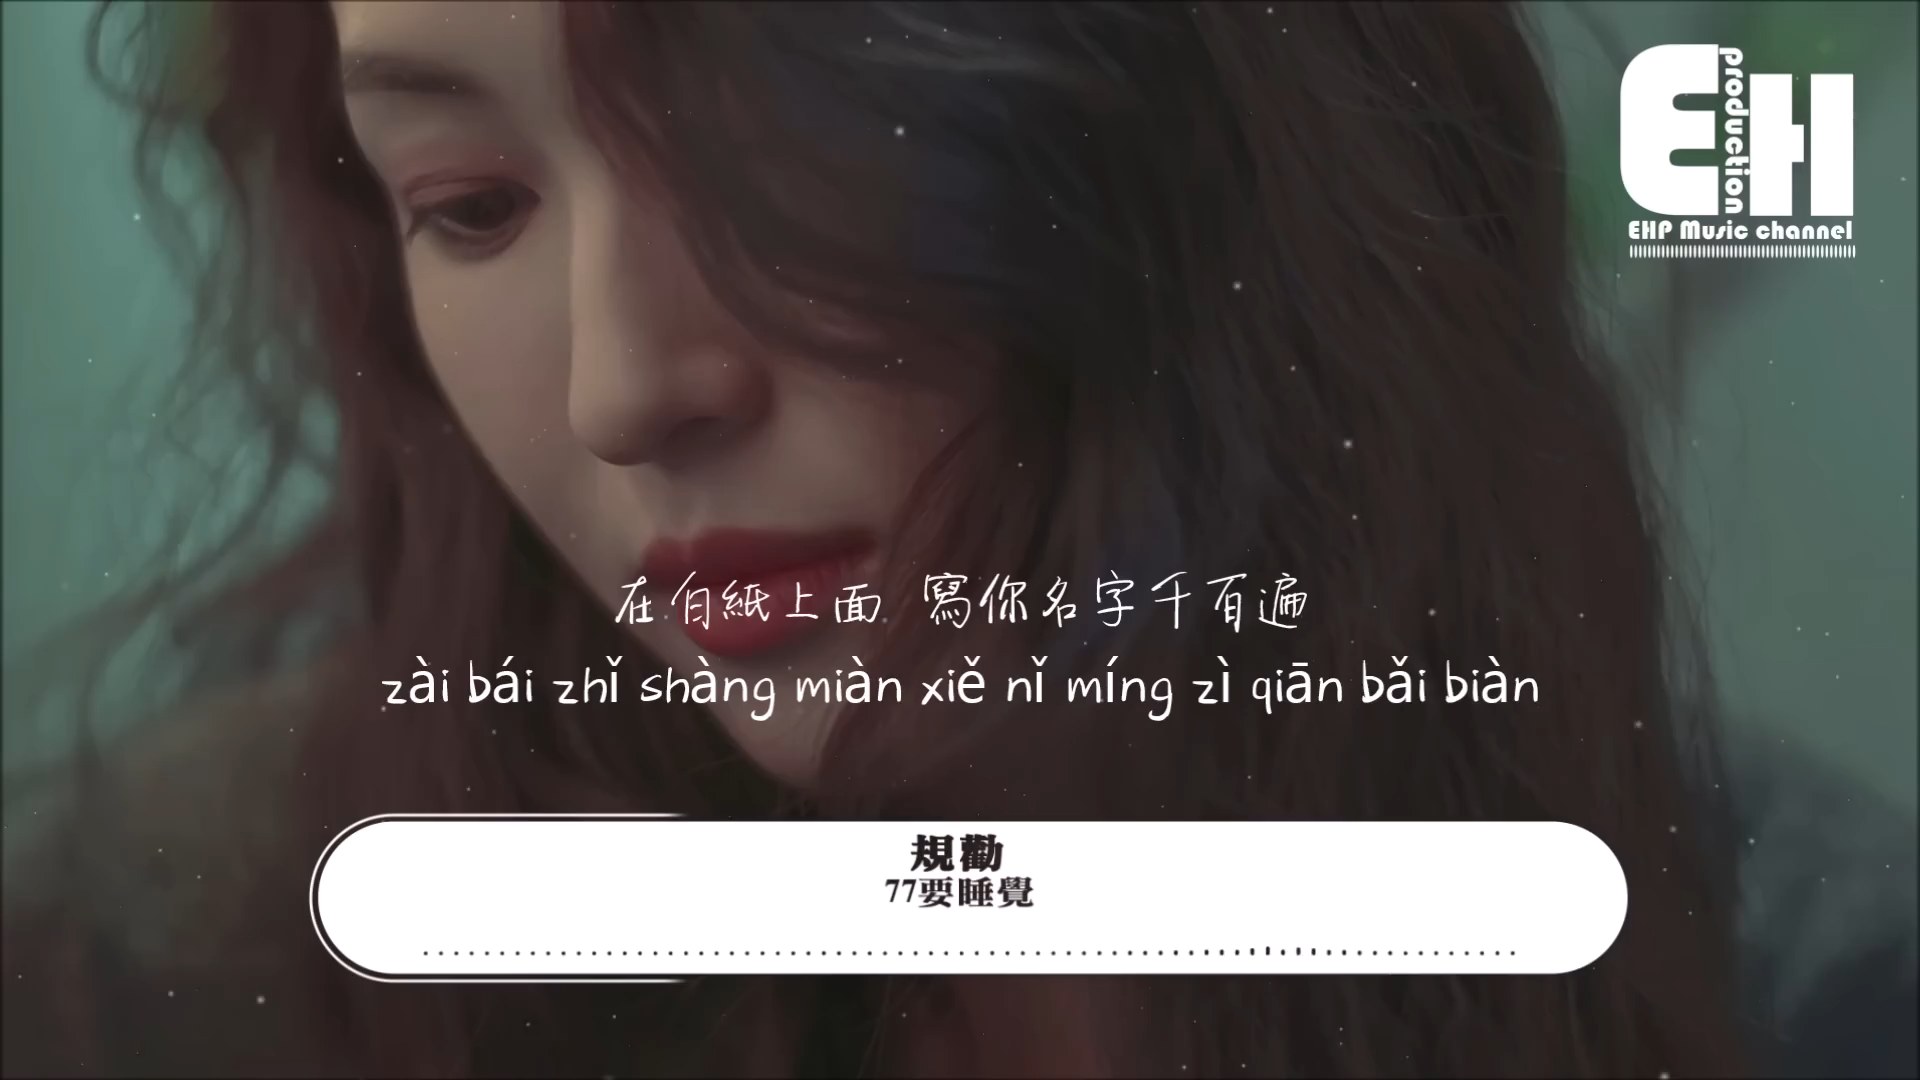 EH
production
EHP Music channel
在白紙上面 寫你名字千百遍
zài bái zhǐ shàng miàn xiě nǐ míng zì qiān bǎi biàn
規勸
77要睡覺